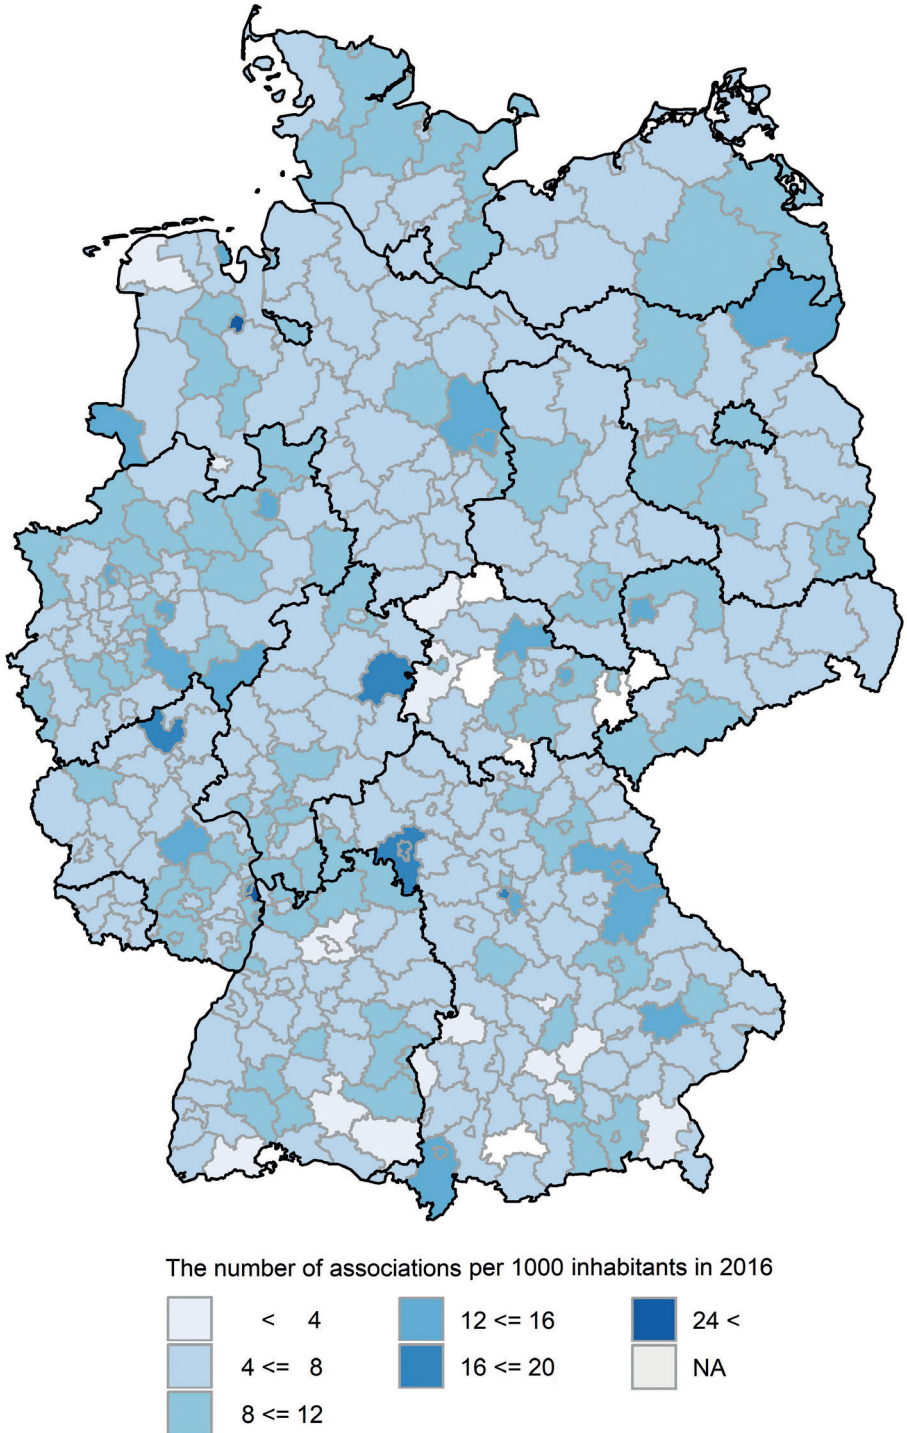 The number of associations per 1000 inhabitants in 2016
< 4
4 <= 8
8 <= 12
12 <= 16
16 <= 20
24 <
NA